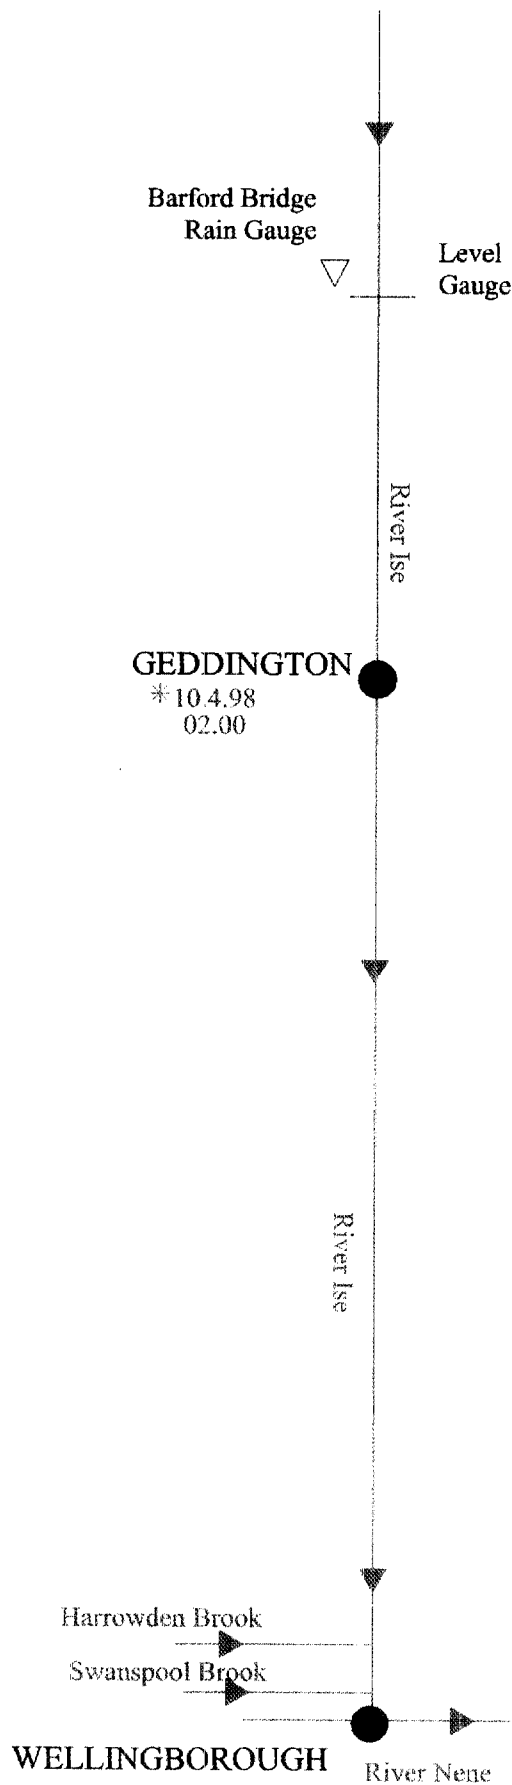 Barford Bridge
Rain Gauge
Level
Gauge
River Ise
GEDDINGTON
* 10.4.98
02.00
River Ise
Harrowden Brook
Swanspool Brook
WELLINGBOROUGH
River Nene